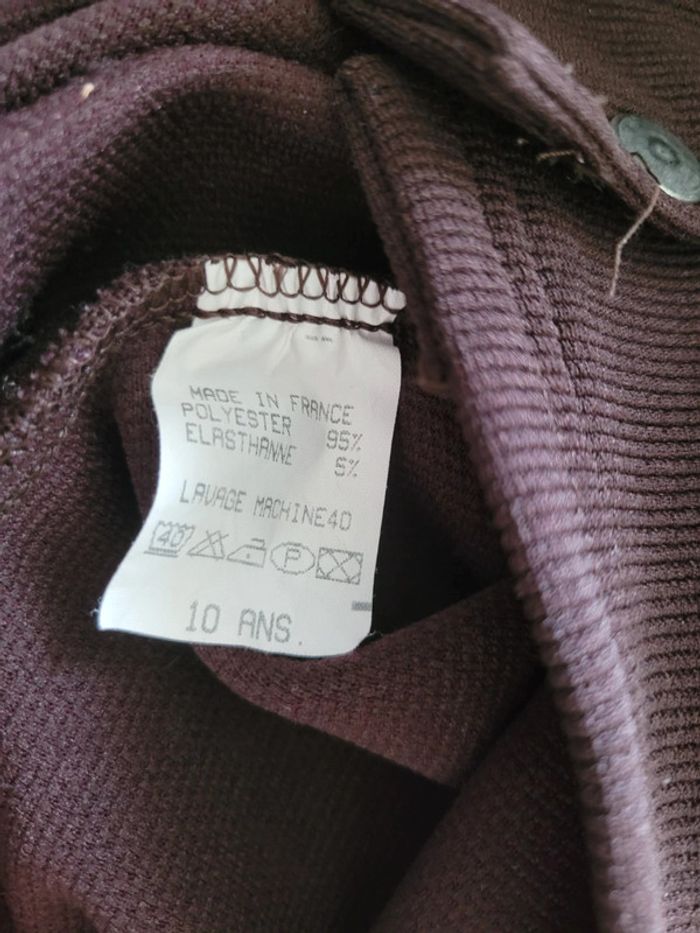 MADE IN FRANCE
POLYESTER 95%
ELASTHANNE 5%
LAVAGE MACHINE40
40 P
10 ANS